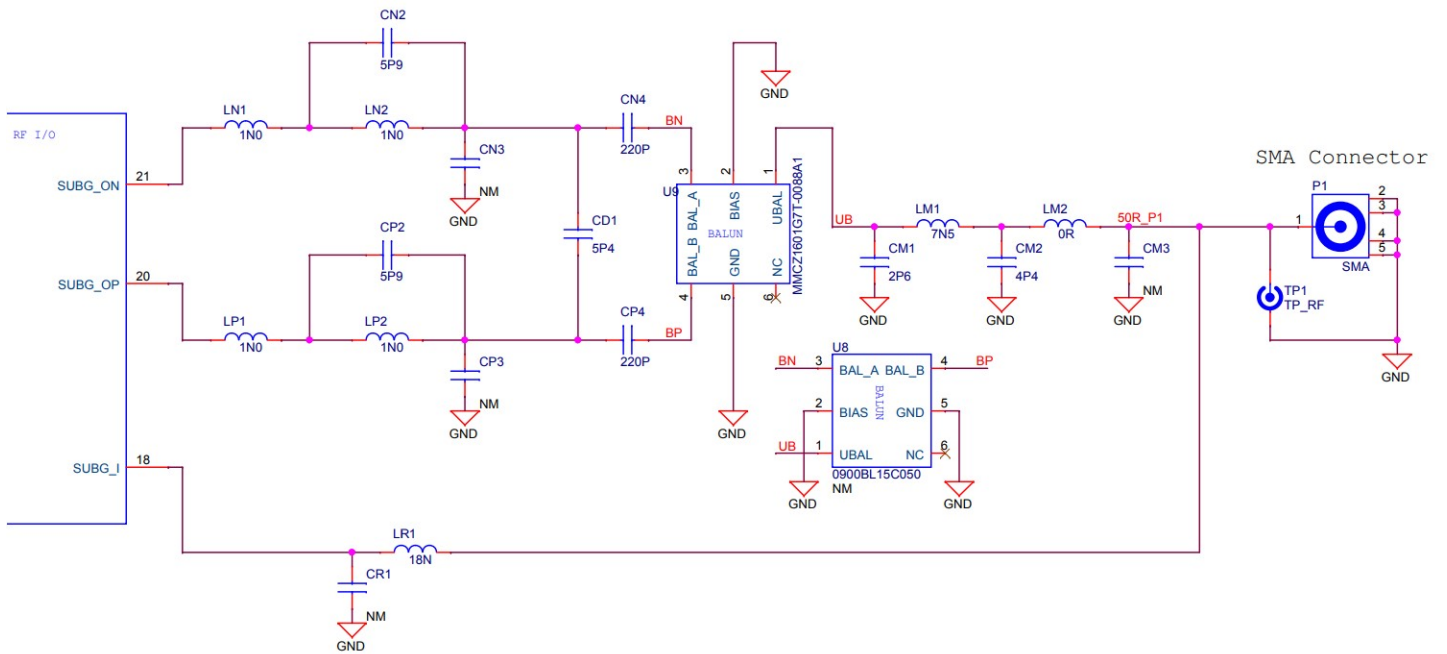 CN2
5P9
GND
LN1
1N0
LN2
1N0
CN4
220P
BN
RF I/O
SMA Connector
CN3
NM
GND
3
2
1
P1
2
3
4
5
1
SMA
SUBG_ON
21
U9
BAL_A
BIAS
UBAL
BALUN
BAL_B
GND
NC
MMCZ1601G7T-0088A1
4
5
6
UB
LM1
7N5
LM2
0R
50R_P1
CP2
5P9
CD1
5P4
CM1
2P6
GND
CM2
4P4
GND
CM3
NM
GND
TP1
TP_RF
GND
SUBG_OP
20
LP1
1N0
LP2
1N0
CP4
220P
BP
CP3
NM
GND
GND
U8
BN
3
BAL_A
BAL_B
4
BP
BALUN
2
BIAS
GND
5
UB
1
UBAL
NC
6
0900BL15C050
NM
GND
GND
SUBG_I
18
LR1
18N
CR1
NM
GND